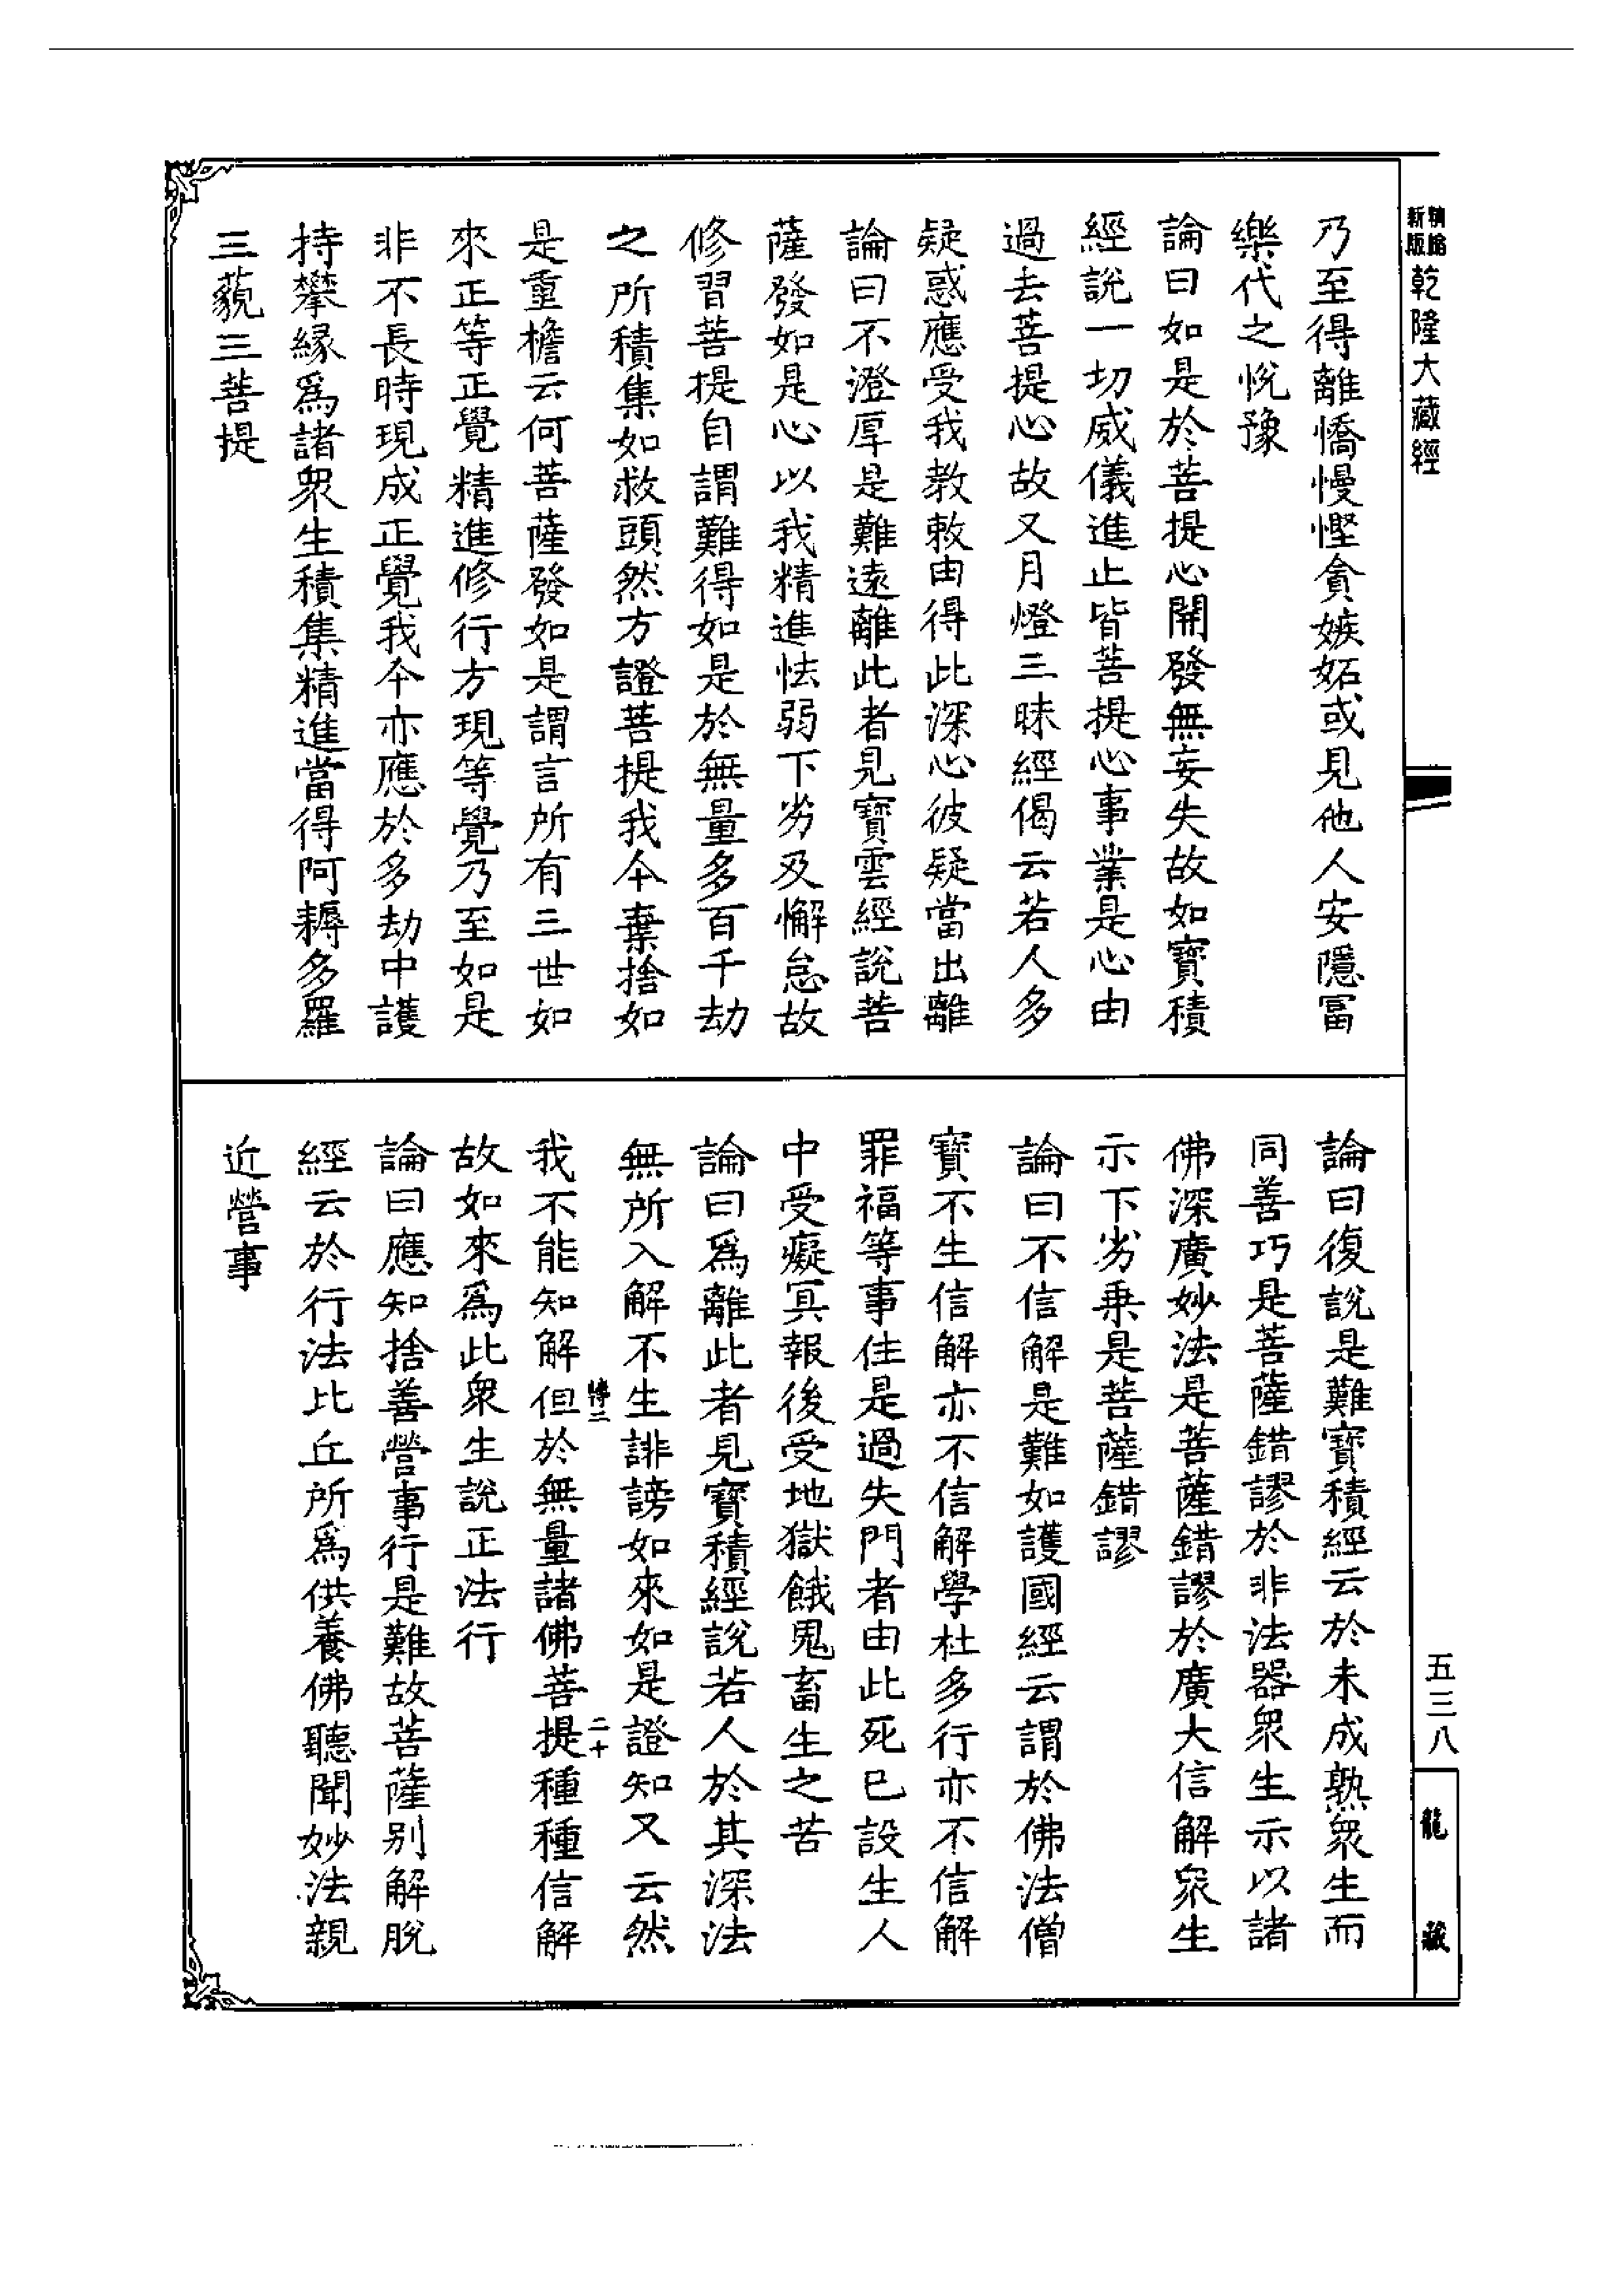 精縮新版乾隆大藏經
乃至得離憍慢慳貪嫉妬或見他人安隱富
樂代之悅豫
論曰如是於菩提心開發無妄失故如寶積
經說一切威儀進止皆菩提心事業是心由
過去菩提心故又月燈三昧經偈云若人多
疑惑應受我教敕由得此深心彼疑當出離
論曰不澄厚是難遠離此者見寶雲經說菩
薩發如是心以我精進怯弱下劣及懈怠故
修習菩提自謂難得如是於無量多百千劫
之所積集如救頭然方證菩提我今棄捨如
是重檐云何菩薩發如是謂言所有三世如
來正等正覺精進修行方現等覺乃至如是
非不長時現成正覺我今亦應於多劫中護
持攀緣爲諸衆生積集精進當得阿耨多羅
三藐三菩提
論曰復說是難寶積經云於未成熟衆生而
同善巧是菩薩錯謬於非法器衆生示以諸
佛深廣妙法是菩薩錯謬於廣大信解衆生
示下劣乘是菩薩錯謬
論曰不信解是難如護國經云謂於佛法僧
寶不生信解亦不信解學杜多行亦不信解
罪福等事住是過失門者由此死已設生人
中受癡冥報後受地獄餓鬼畜生之苦
論曰爲離此者見寶積經說若人於其深法
無所入解不生誹謗如來如是證知又云然
我不能知解但於無量諸佛菩提種種信解
故如來爲此衆生說正法行
論曰應知捨善營事行是難故菩薩別解脫
經云於行法比丘所爲供養佛聽聞妙法親
近營事
二十
五三八
龍藏